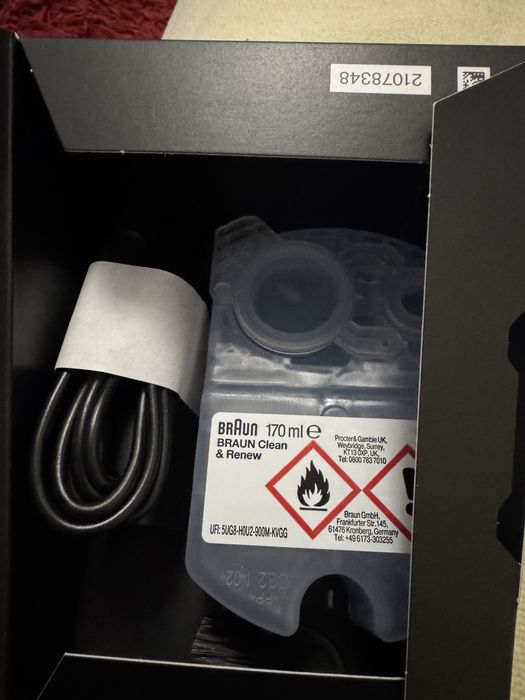 21078348
BRAUN 170 ml e
BRAUN Clean
& Renew
Procter & Gamble UK,
Weybridge, Surrey,
KT13 0XP, UK,
Tel: 0800 783 7010
Braun GmbH,
Frankfurter Str. 145,
61476 Kronberg, Germany
Tel: +49 6173-303255
UFI: 5UG8-H0U2-900M-KVGG